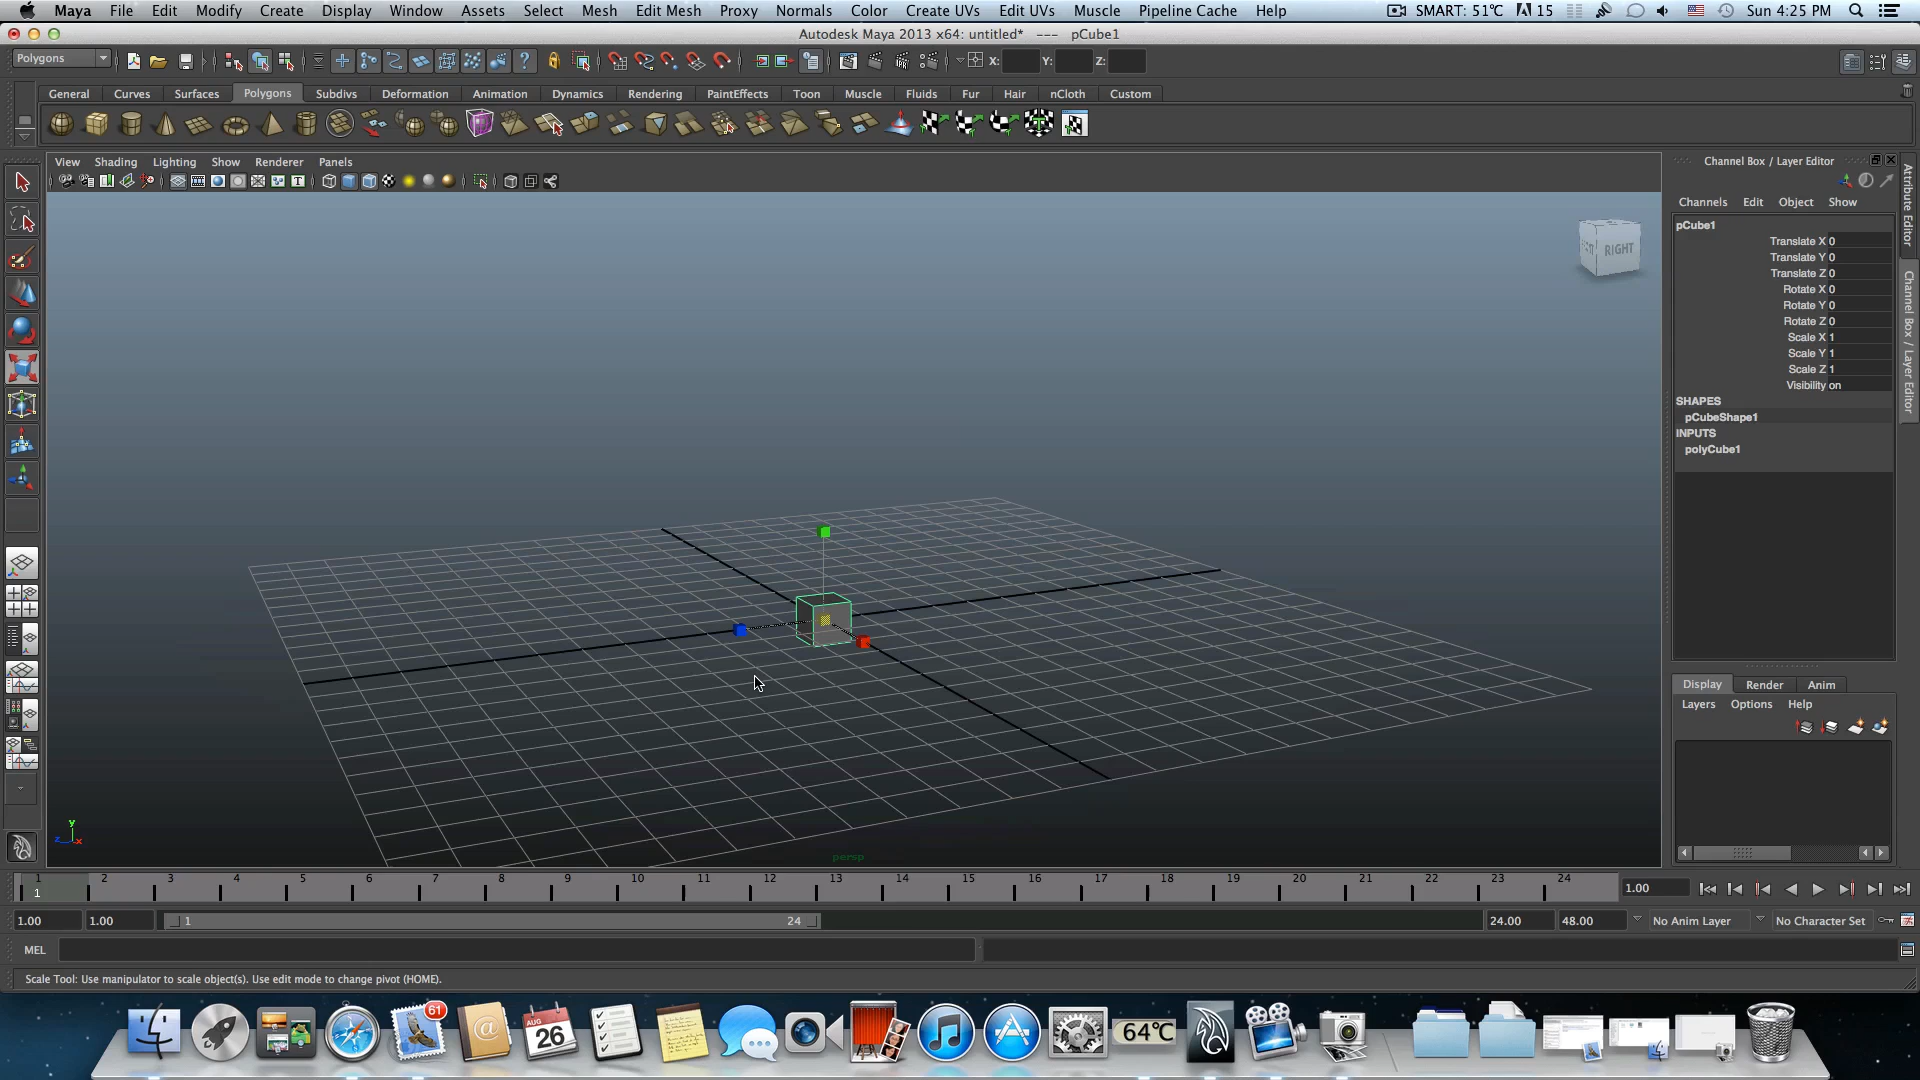 Maya File Edit Modify Create Display Window Assets Select Mesh Edit Mesh Proxy Normals Color Create UVs Edit UVs Muscle Pipeline Cache Help SMART: 51°C 15 Sun 4:25 PM
Autodesk Maya 2013 x64: untitled* --- pCube1
Polygons X: Y: Z:
General Curves Surfaces Polygons Subdivs Deformation Animation Dynamics Rendering PaintEffects Toon Muscle Fluids Fur Hair nCloth Custom
View Shading Lighting Show Renderer Panels
Channel Box / Layer Editor
Channels Edit Object Show
pCube1
Translate X 0
Translate Y 0
Translate Z 0
Rotate X 0
Rotate Y 0
Rotate Z 0
Scale X 1
Scale Y 1
Scale Z 1
Visibility on
SHAPES
pCubeShape1
INPUTS
polyCube1
Attribute Editor
Channel Box / Layer Editor
RIGHT
Display Render Anim
Layers Options Help
y
z x
persp
1 2 3 4 5 6 7 8 9 10 11 12 13 14 15 16 17 18 19 20 21 22 23 24
1 1.00
1.00 1.00 1 24 24.00 48.00 No Anim Layer No Character Set
MEL
Scale Tool: Use manipulator to scale object(s). Use edit mode to change pivot (HOME).
61
AUG
26
64°C